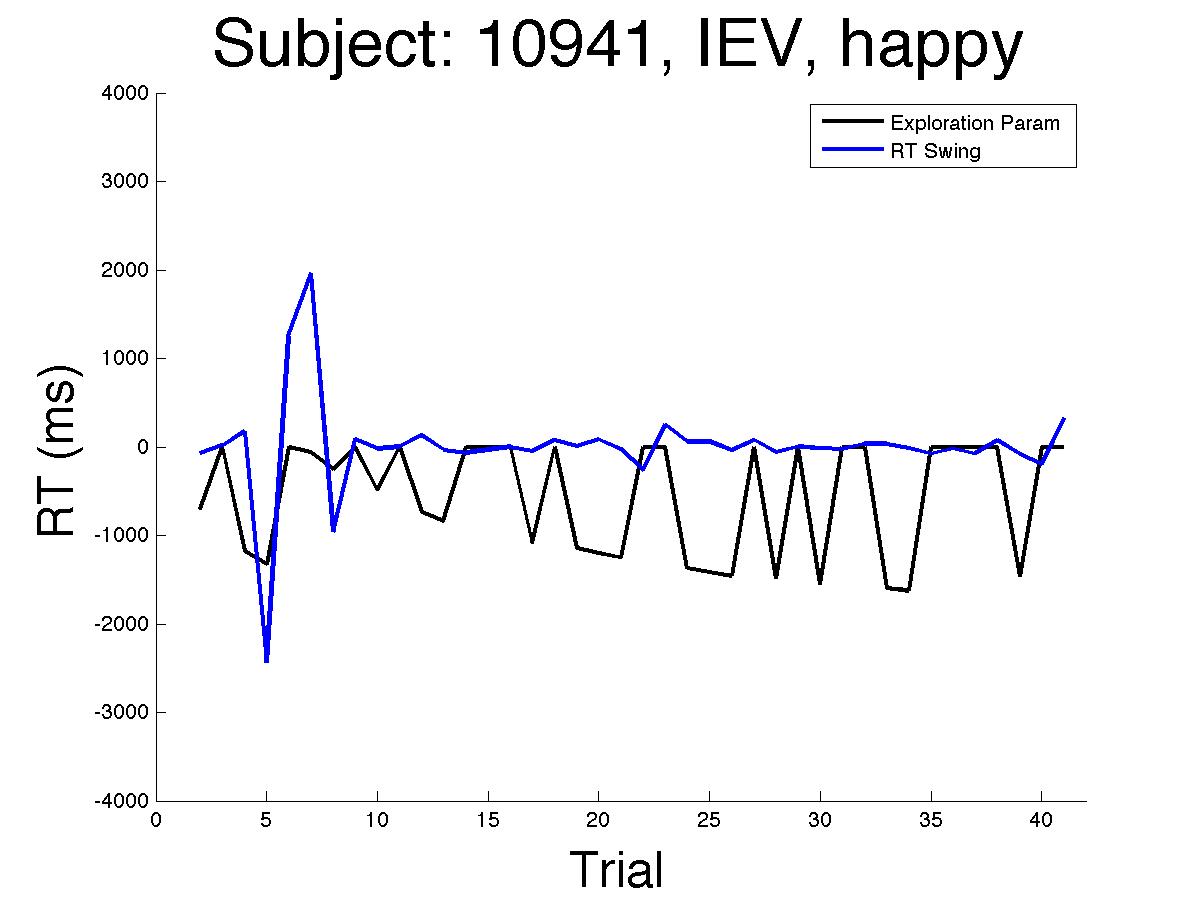 Subject: 10941, IEV, happy
Exploration Param
RT Swing
4000
3000
2000
1000
0
-1000
-2000
-3000
-4000
RT (ms)
0 5 10 15 20 25 30 35 40
Trial